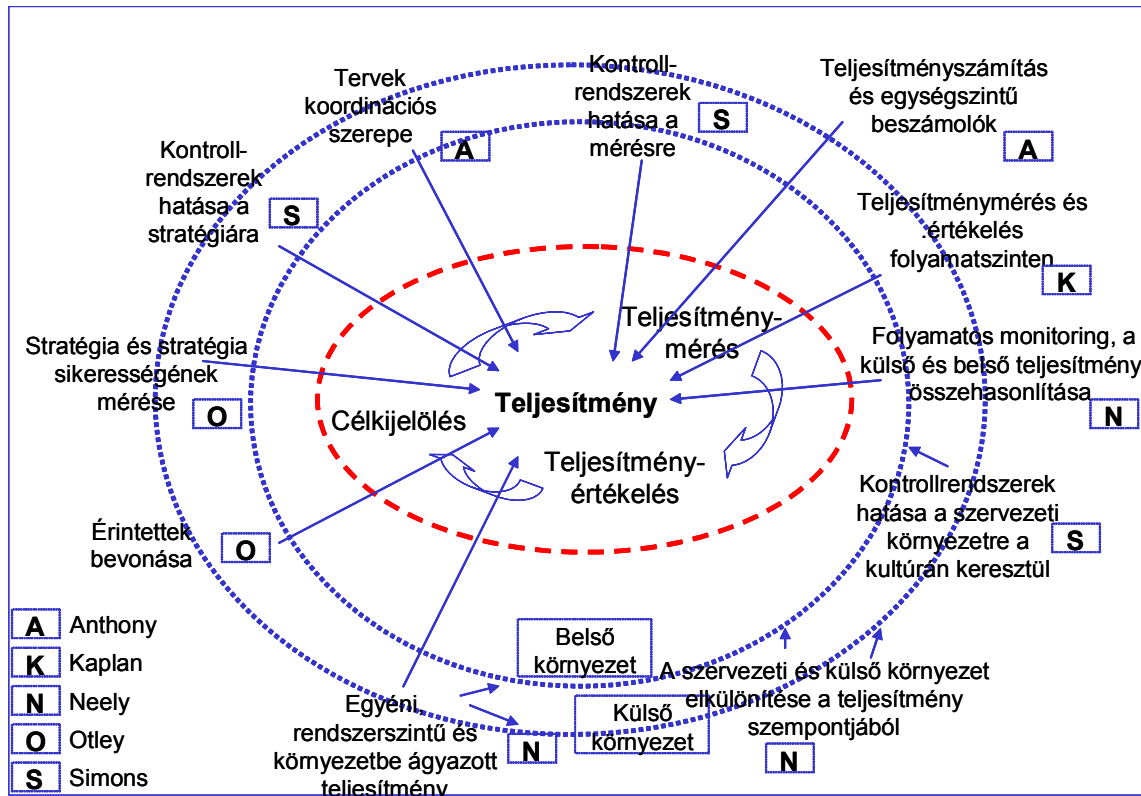 Tervek
koordinációs
szerepe
A
Kontroll-
rendszerek
hatása a
mérésre
S
Teljesítményszámítás
és egységszintű
beszámolók
A
Kontroll-
rendszerek
hatása a
stratégiára
S
Teljesítménymérés és
.értékelés
folyamatszinten
K
Teljesítmény-
mérés
Stratégia és stratégia
sikerességének
mérése
O
Folyamatos monitoring, a
külső és belső teljesítmény
összehasonlítása
N
Célkijelölés
Teljesítmény
Teljesítmény-
értékelés
Kontrollrendszerek
hatása a szervezeti
környezetre a
kultúrán keresztül
S
Érintettek
bevonása
O
Belső
környezet
Külső
környezet
A szervezeti és külső környezet
elkülönítése a teljesítmény
szempontjából
N
Egyéni,
rendszerszintű és
környezetbe ágyazott
teljesítmény
N
A Anthony
K Kaplan
N Neely
O Otley
S Simons